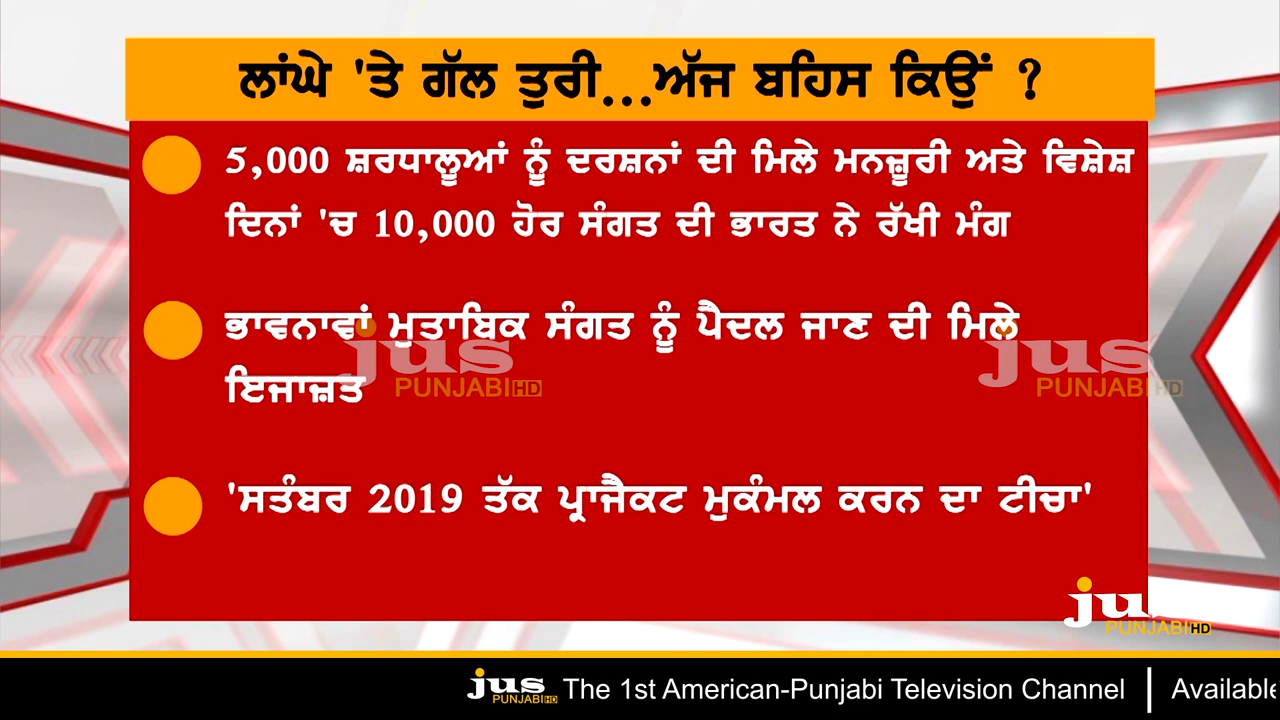 ਲਾਂਘੇ 'ਤੇ ਗੱਲ ਤੁਰੀ...ਅੱਜ ਬਹਿਸ ਕਿਉਂ ?
5,000 ਸ਼ਰਧਾਲੂਆਂ ਨੂੰ ਦਰਸ਼ਨਾਂ ਦੀ ਮਿਲੇ ਮਨਜ਼ੂਰੀ ਅਤੇ ਵਿਸ਼ੇਸ਼
ਦਿਨਾਂ 'ਚ 10,000 ਹੋਰ ਸੰਗਤ ਦੀ ਭਾਰਤ ਨੇ ਰੱਖੀ ਮੰਗ
ਭਾਵਨਾਵਾਂ ਮੁਤਾਬਿਕ ਸੰਗਤ ਨੂੰ ਪੈਦਲ ਜਾਣ ਦੀ ਮਿਲੇ
ਇਜਾਜ਼ਤ
jus
PUNJABI HD
jus
PUNJABI HD
'ਸਤੰਬਰ 2019 ਤੱਕ ਪ੍ਰਾਜੈਕਟ ਮੁਕੰਮਲ ਕਰਨ ਦਾ ਟੀਚਾ'
jus
PUNJABI HD
jus PUNJABI HD The 1st American-Punjabi Television Channel | Available